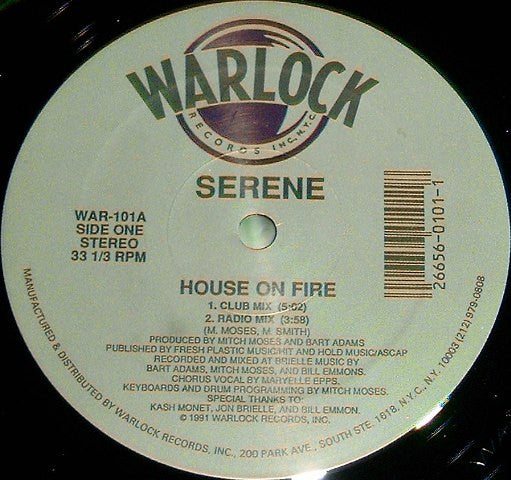 WARLOCK
RECORDS INC. N.Y.C.
SERENE
WAR-101A
SIDE ONE
STEREO
33 1/3 RPM
26656-0101-1
HOUSE ON FIRE
1. CLUB MIX (5:02)
2. RADIO MIX (3:58)
(M. MOSES, M. SMITH)
PRODUCED BY MITCH MOSES AND BART ADAMS
PUBLISHED BY FRESH PLASTIC MUSIC/HIT AND HOLD MUSIC/ASCAP
RECORDED AND MIXED AT BRIELLE MUSIC BY
BART ADAMS, MITCH MOSES, AND BILL EMMONS.
CHORUS VOCAL BY MARYELLE EPPS.
KEYBOARDS AND DRUM PROGRAMMING BY MITCH MOSES.
SPECIAL THANKS TO:
KASH MONET, JON BRIELLE, AND BILL EMMON.
© 1991 WARLOCK RECORDS, INC.
MANUFACTURED & DISTRIBUTED BY WARLOCK RECORDS, INC., 200 PARK AVE., SOUTH STE. 1618, N.Y.C., N.Y. 10003 (212) 979-0808